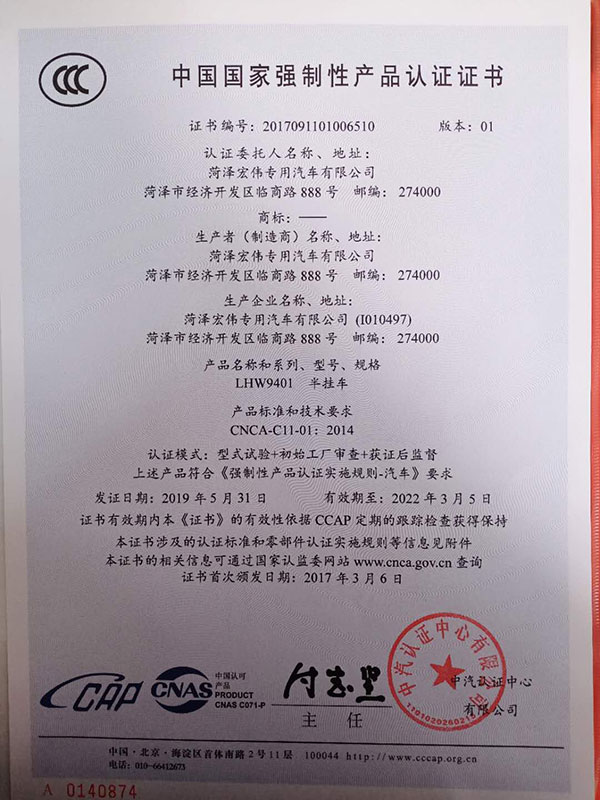 中国国家强制性产品认证证书
证书编号：2017091101006510 版本：01
认证委托人名称、地址：
菏泽宏伟专用汽车有限公司
菏泽市经济开发区临商路888号 邮编：274000
商标：——
生产者（制造商）名称、地址：
菏泽宏伟专用汽车有限公司
菏泽市经济开发区临商路888号 邮编：274000
生产企业名称、地址：
菏泽宏伟专用汽车有限公司 (I010497)
菏泽市经济开发区临商路888号 邮编：274000
产品名称和系列、型号、规格
LHW9401 半挂车
产品标准和技术要求
CNCA-C11-01：2014
认证模式：型式试验+初始工厂审查+获证后监督
上述产品符合《强制性产品认证实施规则-汽车》要求
发证日期：2019年5月31日 有效期至：2022年3月5日
证书有效期内本《证书》的有效性依据CCAP定期的跟踪检查获得保持
本证书涉及的认证标准和零部件认证实施规则等信息见附件
本证书的相关信息可通过国家认监委网站www.cnca.gov.cn查询
证书首次颁发日期：2017年3月6日
CCAP
CNAS
中国认可
产品
PRODUCT
CNAS C071-P
付志坚
主 任
中汽认证中心
有限公司
中汽认证中心有限公司
中国·北京·海淀区首体南路2号11层 100044 http://www.cccap.org.cn
电话：010-66412673
A 0140874